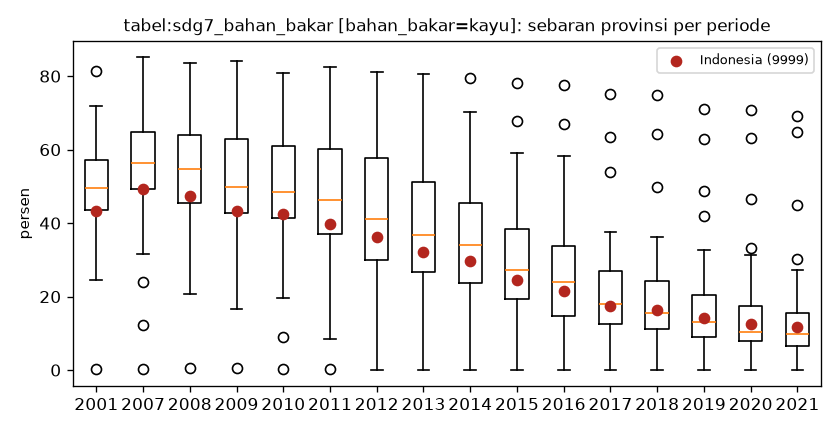 tabel:sdg7_bahan_bakar [bahan_bakar=kayu]: sebaran provinsi per periode
Indonesia (9999)
persen
80
60
40
20
0
2001 2007 2008 2009 2010 2011 2012 2013 2014 2015 2016 2017 2018 2019 2020 2021